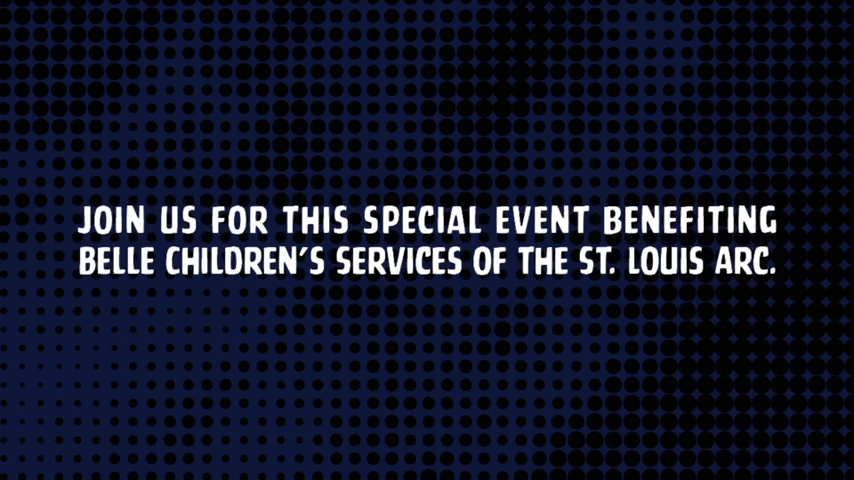 JOIN US FOR THIS SPECIAL EVENT BENEFITING
BELLE CHILDREN'S SERVICES OF THE ST. LOUIS ARC.